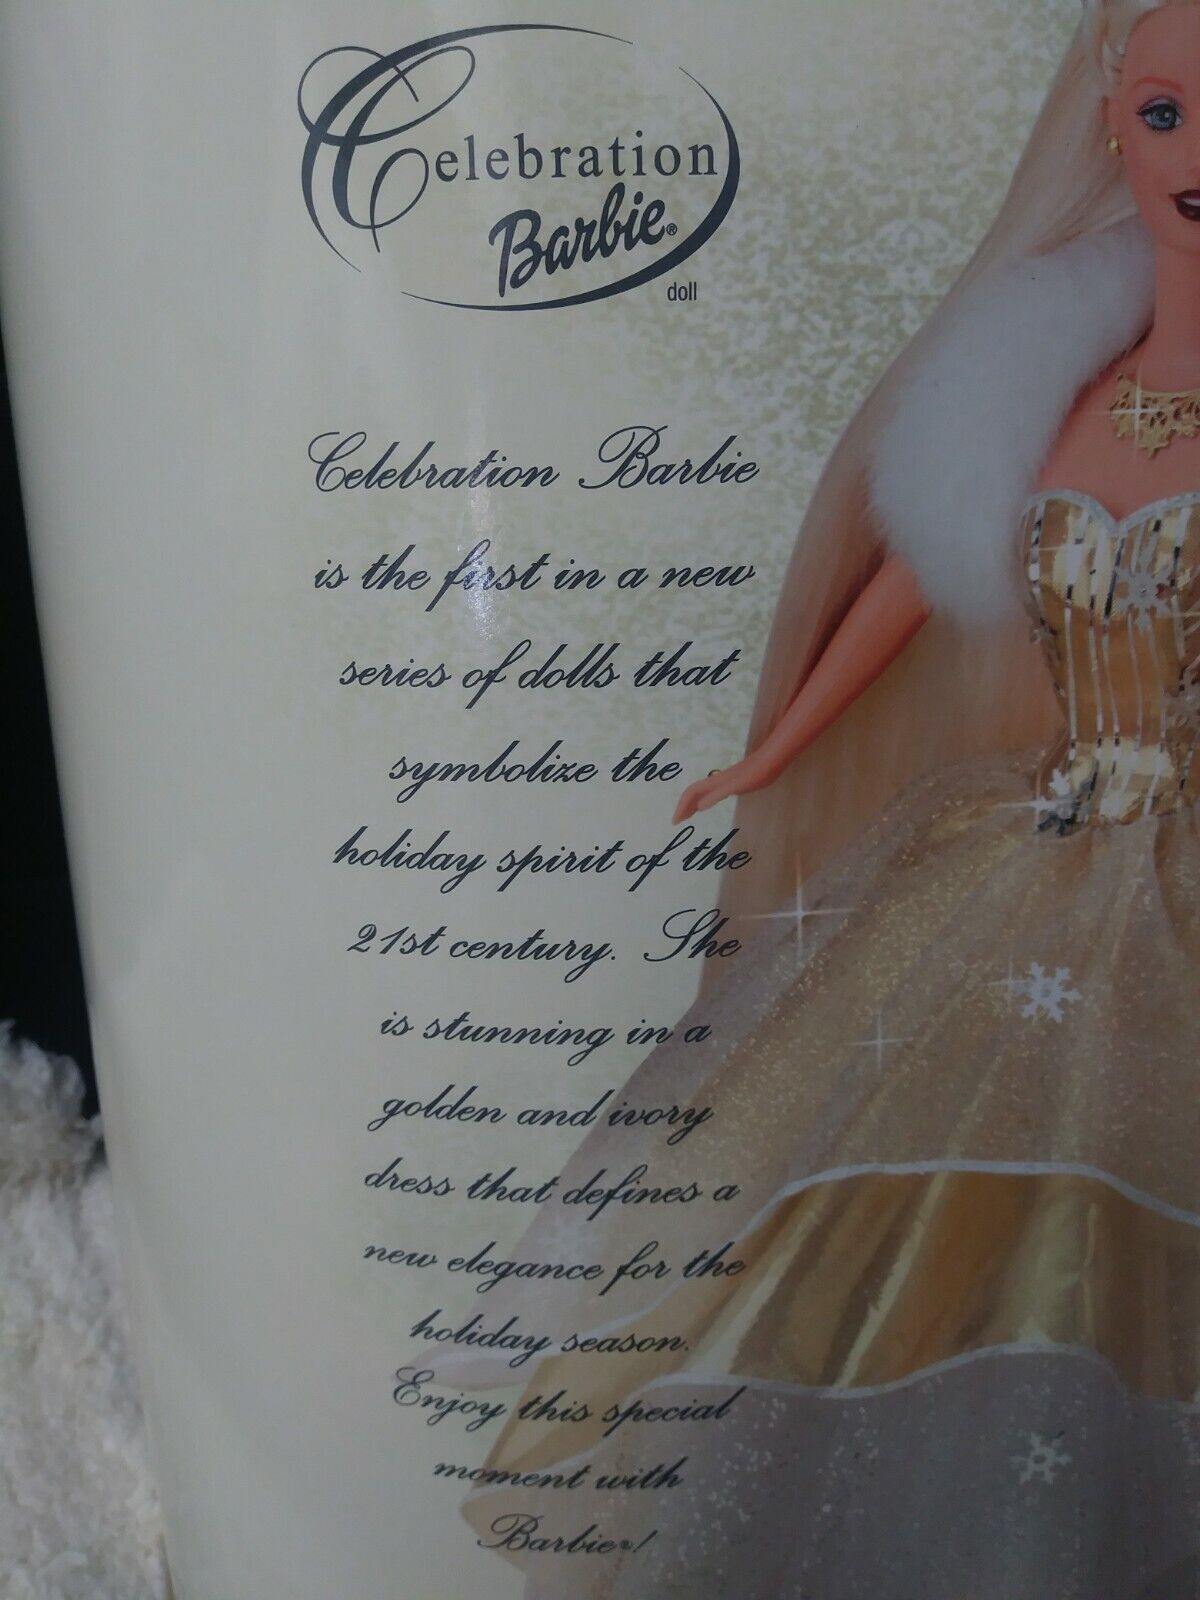 Celebration
Barbie®
doll
Celebration Barbie
is the first in a new
series of dolls that
symbolize the
holiday spirit of the
21st century. She
is stunning in a
golden and ivory
dress that defines a
new elegance for the
holiday season.
Enjoy this special
moment with
Barbie®!